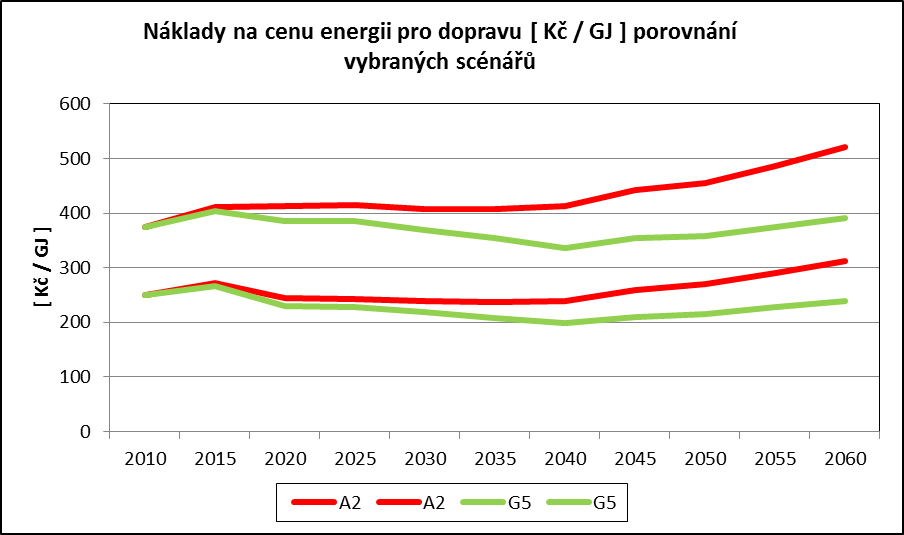 Náklady na cenu energii pro dopravu [ Kč / GJ ] porovnání
vybraných scénářů
[ Kč / GJ ]
600
500
400
300
200
100
0
2010 2015 2020 2025 2030 2035 2040 2045 2050 2055 2060
A2 A2 G5 G5